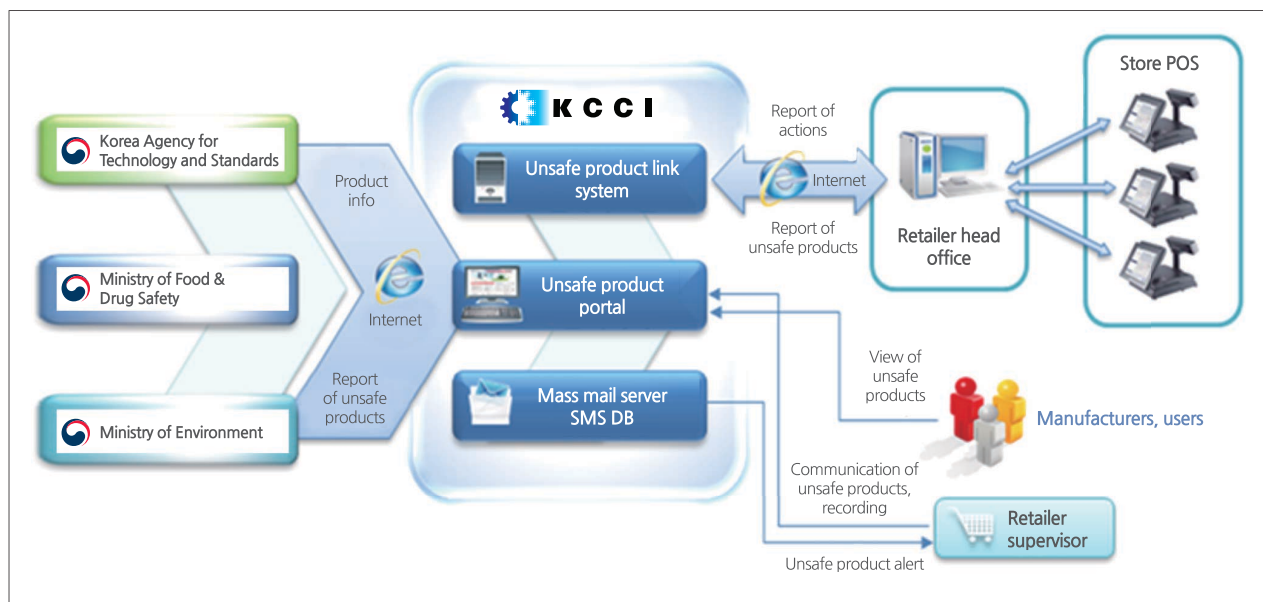 Korea Agency for
Technology and Standards
Ministry of Food &
Drug Safety
Ministry of Environment
Product
info
Internet
Report
of unsafe
products
KCCI
Unsafe product link
system
Unsafe product
portal
Mass mail server
SMS DB
Report of
actions
Internet
Report of
unsafe products
Retailer head
office
Store POS
View of
unsafe
products
Manufacturers, users
Communication of
unsafe products,
recording
Retailer
supervisor
Unsafe product alert